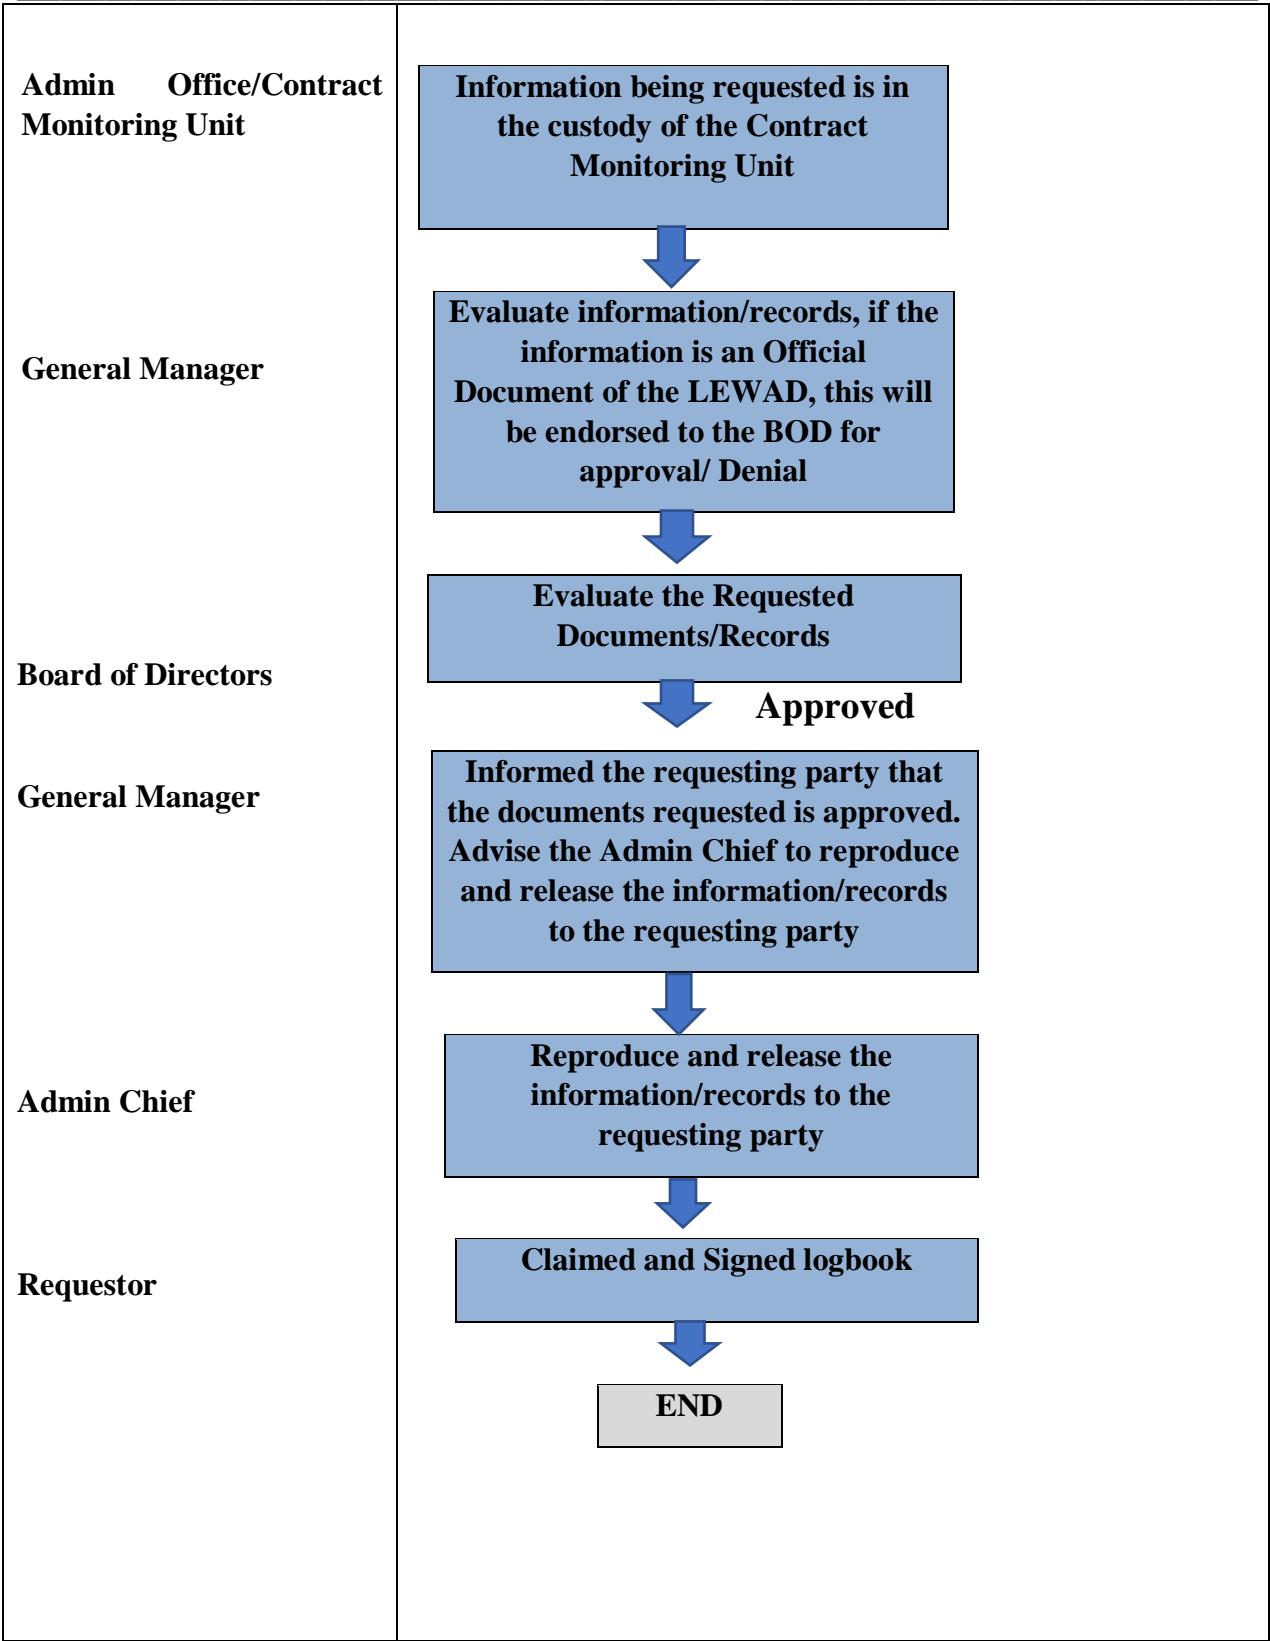 Admin Office/Contract
Monitoring Unit
Information being requested is in
the custody of the Contract
Monitoring Unit
General Manager
Evaluate information/records, if the
information is an Official
Document of the LEWAD, this will
be endorsed to the BOD for
approval/ Denial
Board of Directors
Evaluate the Requested
Documents/Records
Approved
General Manager
Informed the requesting party that
the documents requested is approved.
Advise the Admin Chief to reproduce
and release the information/records
to the requesting party
Admin Chief
Reproduce and release the
information/records to the
requesting party
Requestor
Claimed and Signed logbook
END